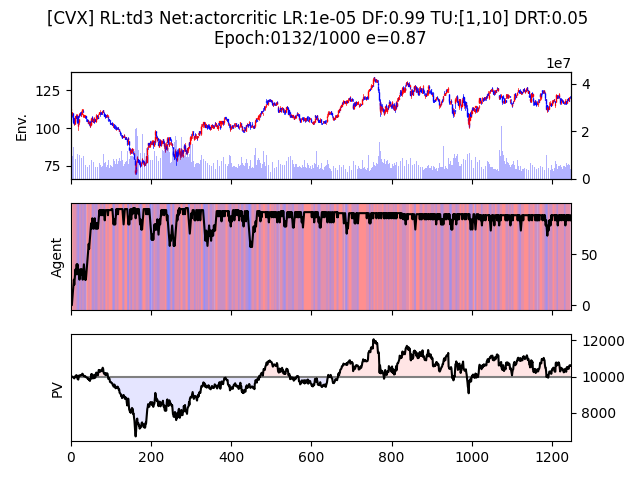 [CVX] RL:td3 Net:actorcritic LR:1e-05 DF:0.99 TU:[1,10] DRT:0.05
Epoch:0132/1000 e=0.87
1e7
125
100
75
Env.
4
2
0
Agent
50
0
PV
12000
10000
8000
0 200 400 600 800 1000 1200